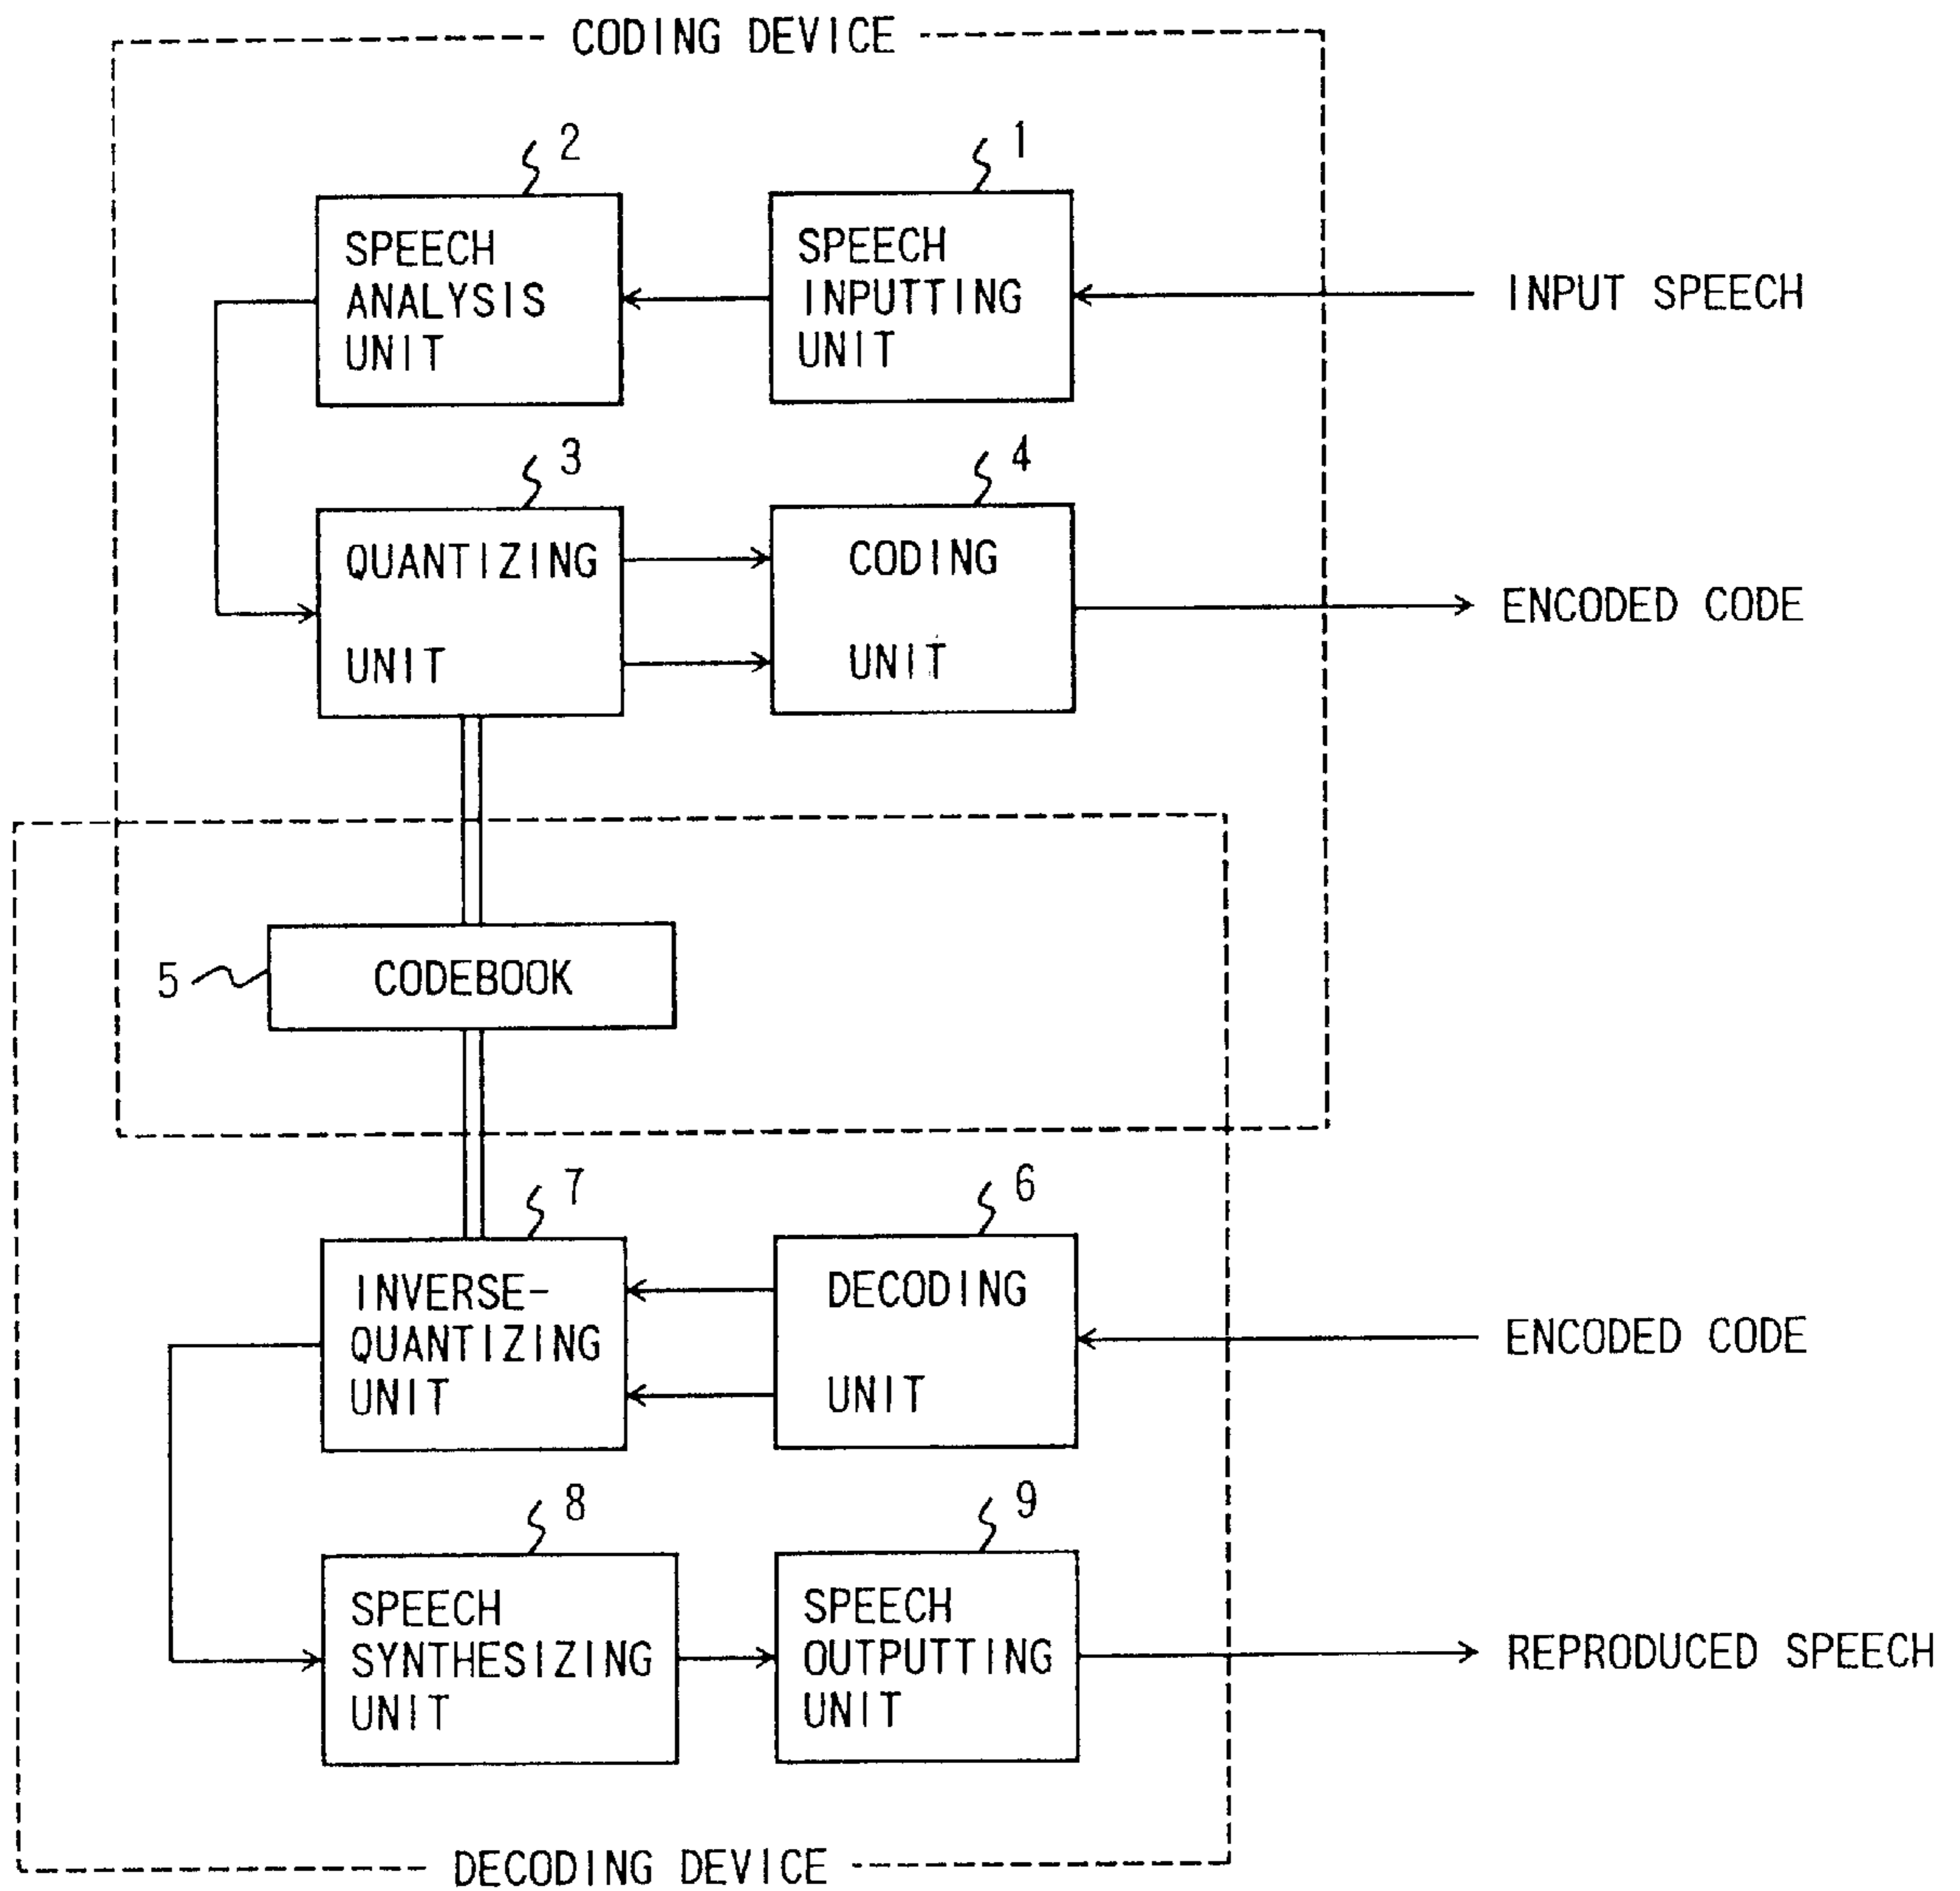 CODING DEVICE
2
1
SPEECH
ANALYSIS
UNIT
SPEECH
INPUTTING
UNIT
INPUT SPEECH
3
4
QUANTIZING
UNIT
CODING
UNIT
ENCODED CODE
5
CODEBOOK
7
6
INVERSE-
QUANTIZING
UNIT
DECODING
UNIT
ENCODED CODE
8
9
SPEECH
SYNTHESIZING
UNIT
SPEECH
OUTPUTTING
UNIT
REPRODUCED SPEECH
DECODING DEVICE